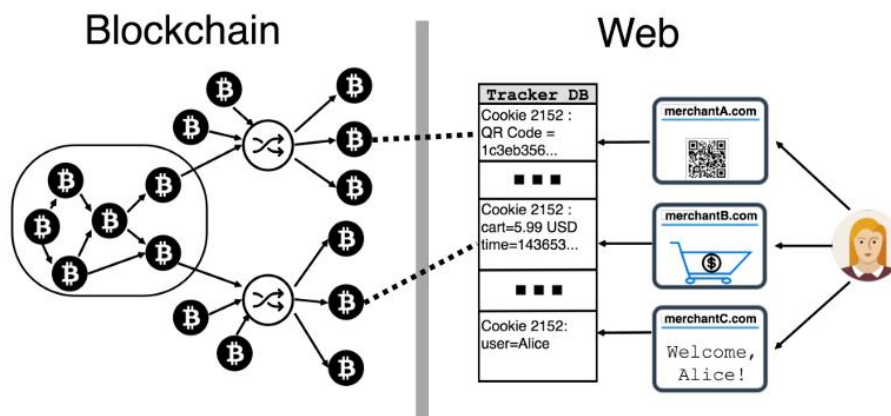 Blockchain
Web
Tracker DB
Cookie 2152 :
QR Code =
1c3eb356...
Cookie 2152 :
cart=5.99 USD
time=143653...
Cookie 2152:
user=Alice
merchantA.com
merchantB.com
merchantC.com
Welcome,
Alice!